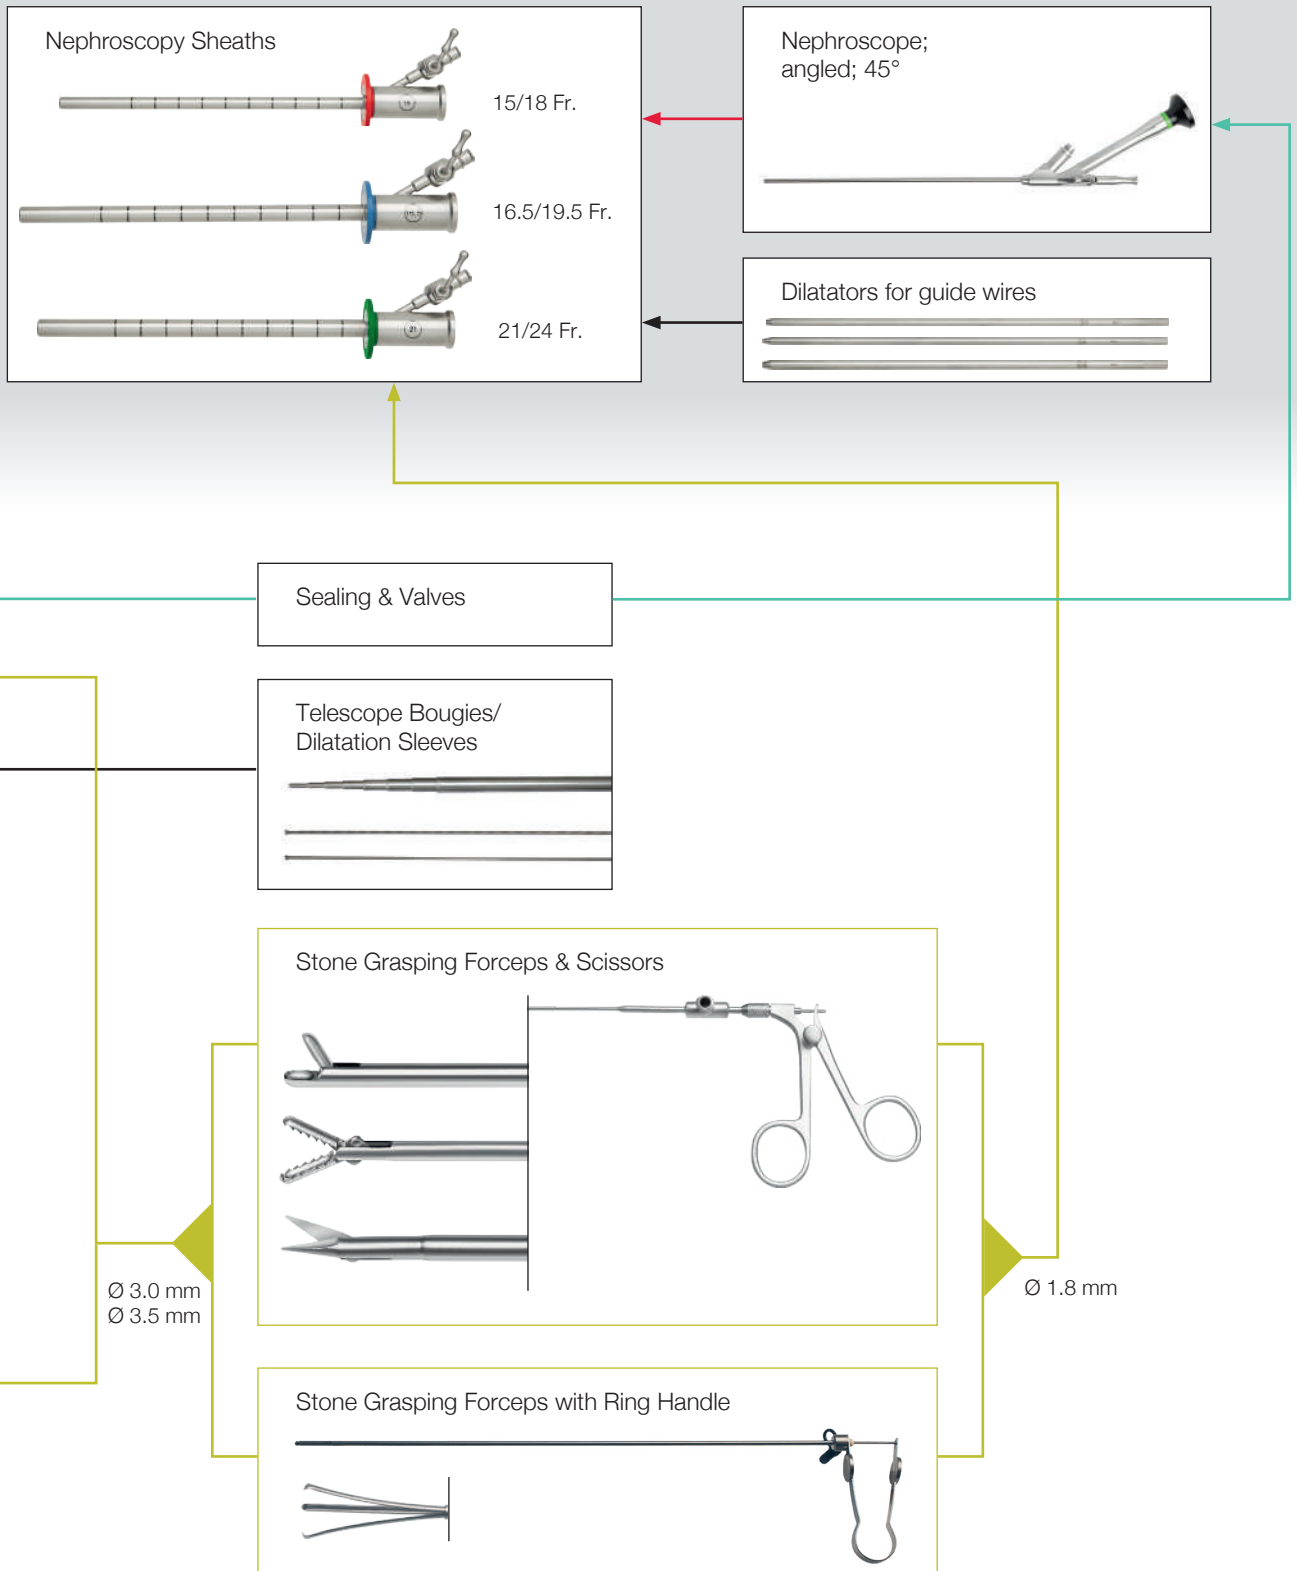 Nephroscopy Sheaths
15/18 Fr.
16.5/19.5 Fr.
21/24 Fr.
Nephroscope;
angled; 45°
Dilatators for guide wires
Sealing & Valves
Telescope Bougies/
Dilatation Sleeves
Stone Grasping Forceps & Scissors
Ø 3.0 mm
Ø 3.5 mm
Ø 1.8 mm
Stone Grasping Forceps with Ring Handle
21